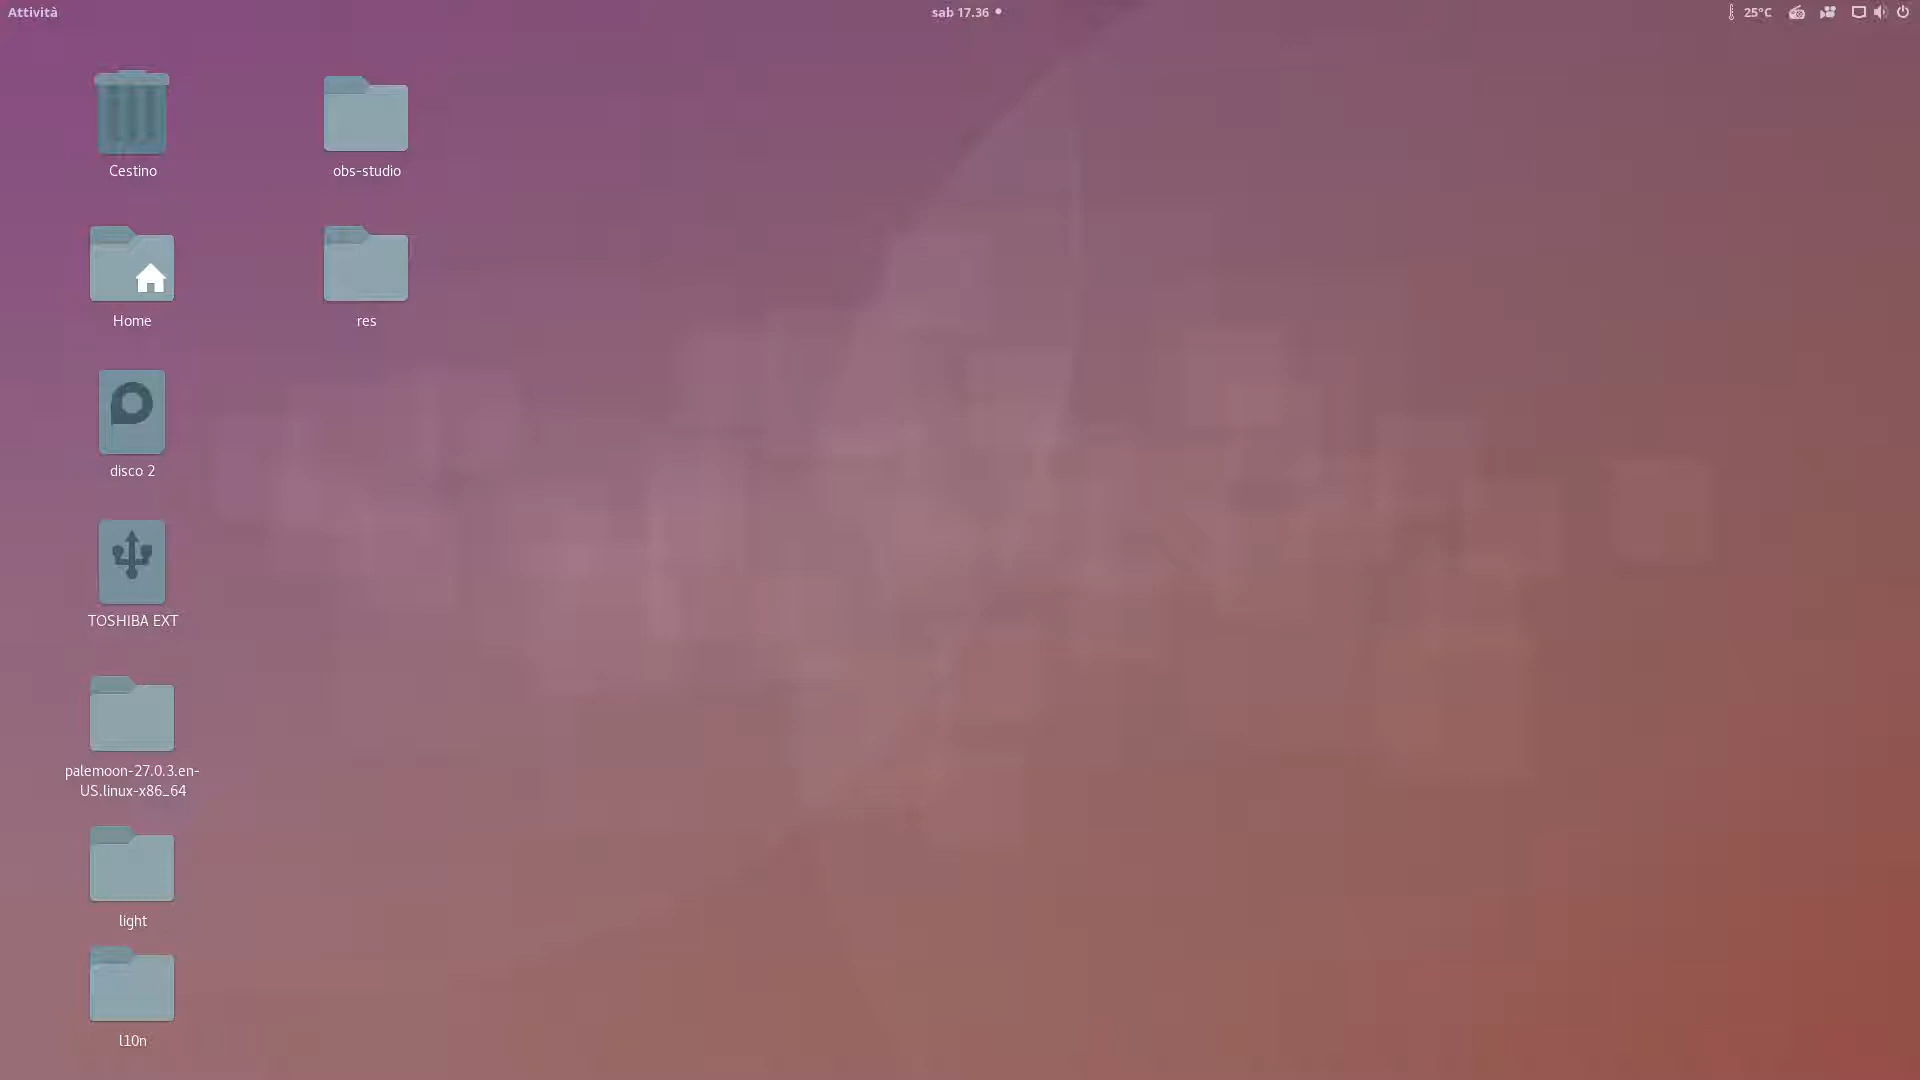 Attività
sab 17.36
25°C
Cestino
obs-studio
Home
res
disco 2
TOSHIBA EXT
palemoon-27.0.3.en-
US.linux-x86_64
light
l10n